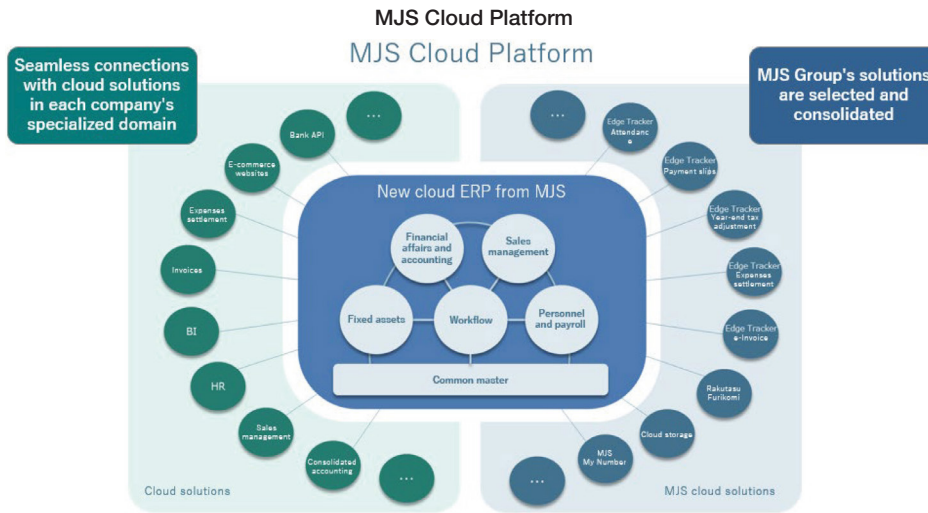 MJS Cloud Platform
MJS Cloud Platform
Seamless connections
with cloud solutions
in each company's
specialized domain
MJS Group's solutions
are selected and
consolidated
...
Bank API
E-commerce
websites
Expenses
settlement
Invoices
BI
HR
Sales
management
Consolidated
accounting
...
Cloud solutions
New cloud ERP from MJS
Financial
affairs and
accounting
Sales
management
Fixed assets
Workflow
Personnel
and payroll
Common master
...
Edge Tracker
Attendanc
e
Edge Tracker
Payment slips
Edge Tracker
Year-end tax
adjustment
Edge Tracker
Expenses
settlement
Edge Tracker
e-Invoice
Rakutasu
Furikomi
Cloud storage
MJS
My Number
...
MJS cloud solutions